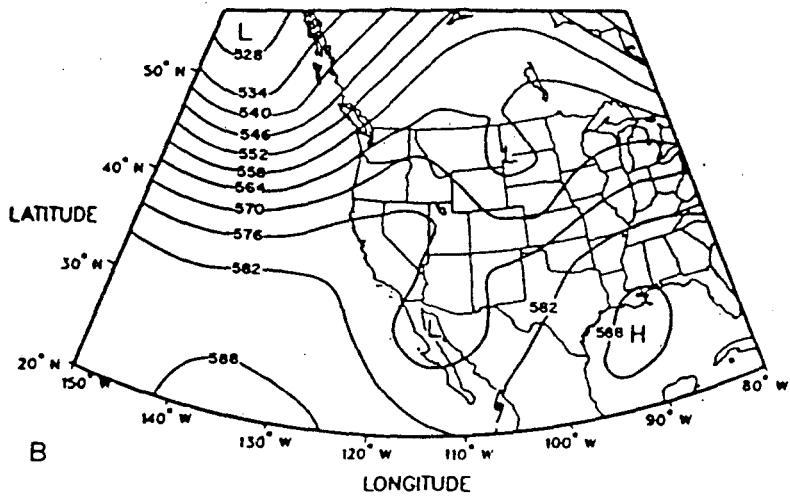 L
528
50° N
534
540
546
552
558
40° N
564
570
LATITUDE
576
30° N
582
582
L
588
H
588
20° N
150° W
80° W
140° W
90° W
130° W
100° W
120° W
110° W
B
LONGITUDE